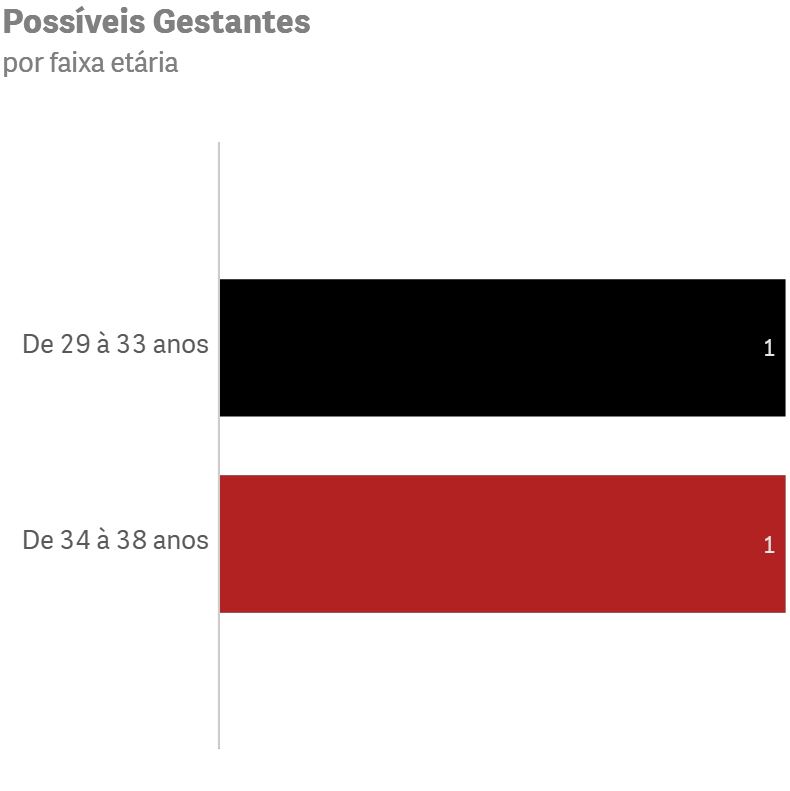 Possíveis Gestantes
por faixa etária
De 29 à 33 anos
1
De 34 à 38 anos
1